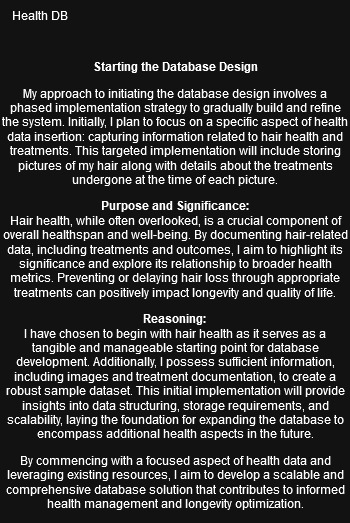 Health DB
Starting the Database Design
My approach to initiating the database design involves a
phased implementation strategy to gradually build and refine
the system. Initially, I plan to focus on a specific aspect of health
data insertion: capturing information related to hair health and
treatments. This targeted implementation will include storing
pictures of my hair along with details about the treatments
undergone at the time of each picture.
Purpose and Significance:
Hair health, while often overlooked, is a crucial component of
overall healthspan and well-being. By documenting hair-related
data, including treatments and outcomes, I aim to highlight its
significance and explore its relationship to broader health
metrics. Preventing or delaying hair loss through appropriate
treatments can positively impact longevity and quality of life.
Reasoning:
I have chosen to begin with hair health as it serves as a
tangible and manageable starting point for database
development. Additionally, I possess sufficient information,
including images and treatment documentation, to create a
robust sample dataset. This initial implementation will provide
insights into data structuring, storage requirements, and
scalability, laying the foundation for expanding the database to
encompass additional health aspects in the future.
By commencing with a focused aspect of health data and
leveraging existing resources, I aim to develop a scalable and
comprehensive database solution that contributes to informed
health management and longevity optimization.